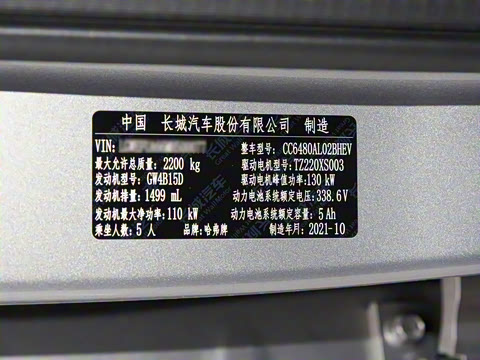 中国 长城汽车股份有限公司 制造
VIN: 整车型号: CC6480AL02BHEV
最大允许总质量: 2200 kg 驱动电机型号: TZ220XS003
发动机型号: GW4B15D 驱动电机峰值功率: 130 kW
发动机排量: 1499 mL 动力电池系统额定电压: 338.6V
发动机最大净功率: 110 kW 动力电池系统额定容量: 5 Ah
乘坐人数: 5 人 品牌: 哈弗牌 制造年月: 2021-10